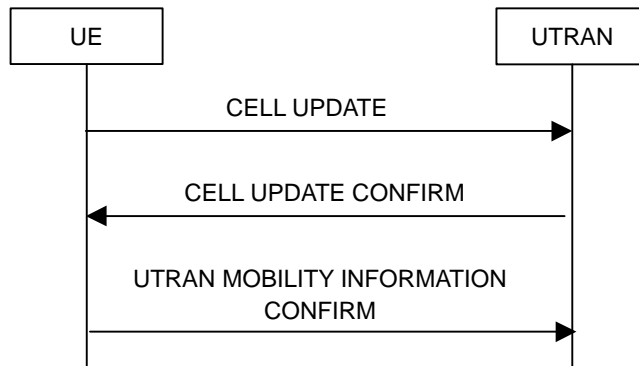 UE
UTRAN
CELL UPDATE
CELL UPDATE CONFIRM
UTRAN MOBILITY INFORMATION
CONFIRM